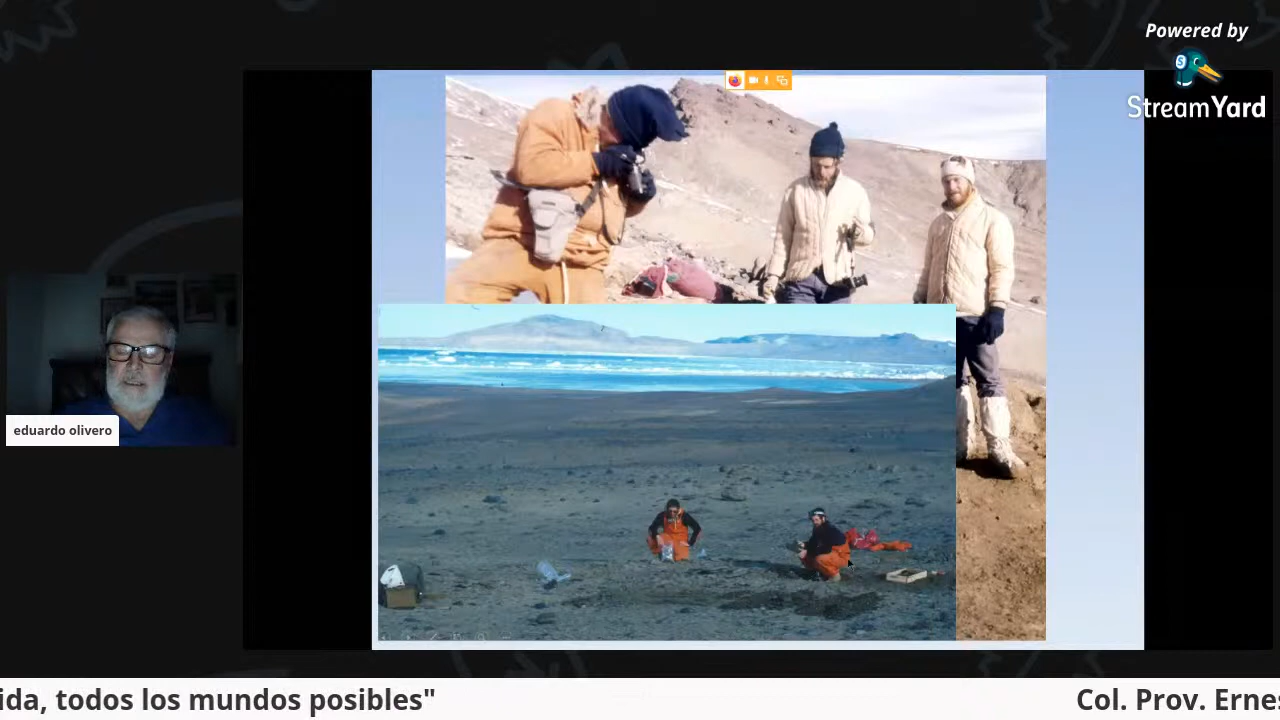 Powered by
StreamYard
eduardo olivero
ida, todos los mundos posibles"
Col. Prov. Ernes